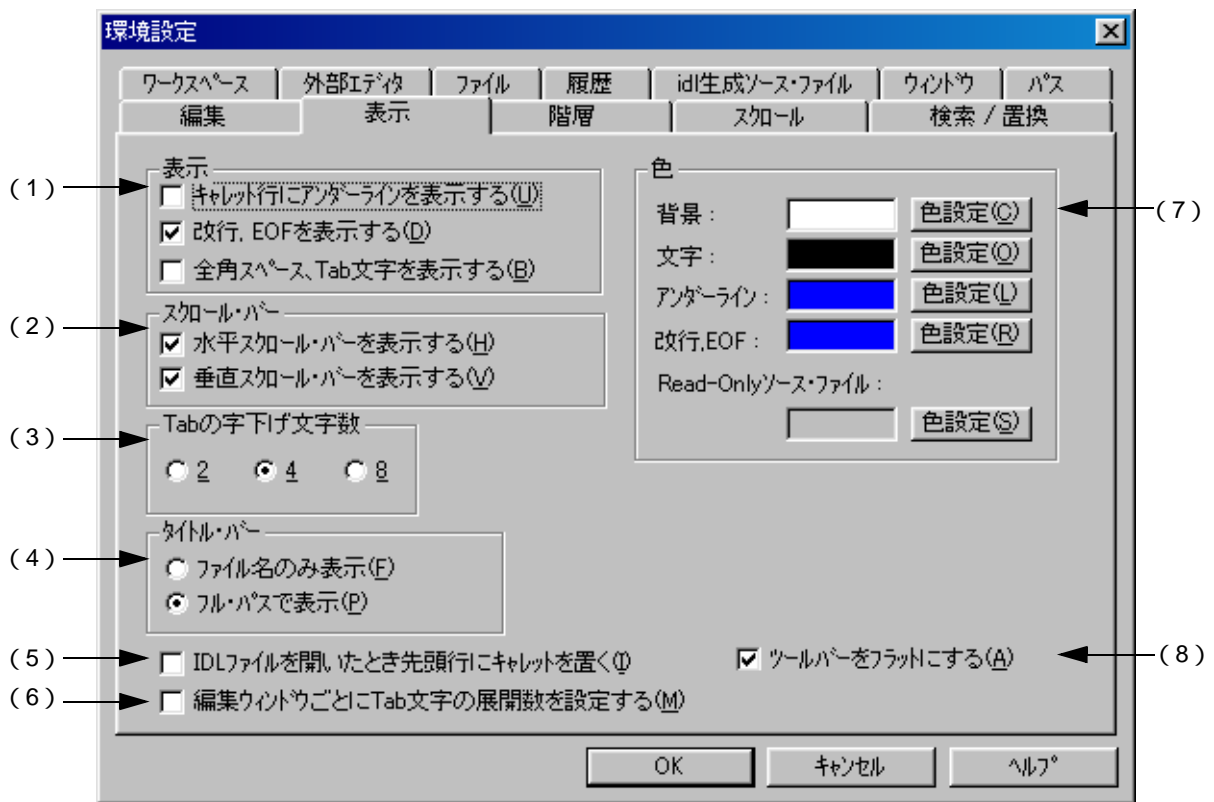 環境設定
ﾜｰｸｽﾍﾟｰｽ 外部ｴﾃﾞｨﾀ ﾌｧｲﾙ 履歴 idl生成ｿｰｽ･ﾌｧｲﾙ ｳｨﾝﾄﾞｳ ﾊﾟｽ
編集 表示 階層 ｽｸﾛｰﾙ 検索 / 置換
表示
(1) ｷｬﾚｯﾄ行にｱﾝﾀﾞｰﾗｲﾝを表示する(U)
改行, EOFを表示する(D)
全角ｽﾍﾟｰｽ､Tab文字を表示する(B)
(2) ｽｸﾛｰﾙ･ﾊﾞｰ
水平ｽｸﾛｰﾙ･ﾊﾞｰを表示する(H)
垂直ｽｸﾛｰﾙ･ﾊﾞｰを表示する(V)
(3) Tabの字下げ文字数
2 4 8
ﾀｲﾄﾙ･ﾊﾞｰ
(4) ﾌｧｲﾙ名のみ表示(F)
ﾌﾙ･ﾊﾟｽで表示(P)
(5) IDLﾌｧｲﾙを開いたとき先頭行にｷｬﾚｯﾄを置く(I)
(6) 編集ｳｨﾝﾄﾞｳごとにTab文字の展開数を設定する(M)
色
背景 : 色設定(C) (7)
文字 : 色設定(O)
ｱﾝﾀﾞｰﾗｲﾝ : 色設定(L)
改行,EOF : 色設定(R)
Read-Onlyｿｰｽ･ﾌｧｲﾙ :
色設定(S)
ﾂｰﾙﾊﾞｰをﾌﾗｯﾄにする(A) (8)
OK ｷｬﾝｾﾙ ﾍﾙﾌﾟ